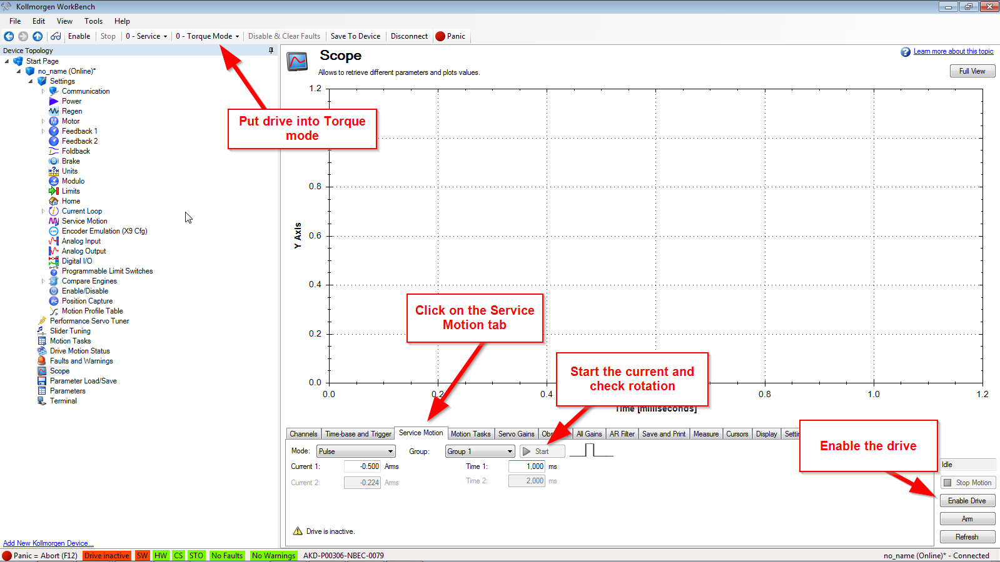 Kollmorgen WorkBench
File Edit View Tools Help
Enable Stop 0 - Service 0 - Torque Mode Disable & Clear Faults Save To Device Disconnect Panic
Device Topology
Start Page
no_name (Online)*
Settings
Communication
Power
Regen
Motor
Feedback 1
Feedback 2
Foldback
Brake
Units
Modulo
Limits
Home
Current Loop
Service Motion
Encoder Emulation (X9 Cfg)
Analog Input
Analog Output
Digital I/O
Programmable Limit Switches
Compare Engines
Enable/Disable
Position Capture
Motion Profile Table
Performance Servo Tuner
Slider Tuning
Motion Tasks
Drive Motion Status
Faults and Warnings
Scope
Parameter Load/Save
Parameters
Terminal
Add New Kollmorgen Device...
Scope
Allows to retrieve different parameters and plots values.
Learn more about this topic
Full View
Put drive into Torque
mode
1.2
0.8
0.6
0.4
0.2
0.0
Y Axis
0.0 0.2 0.4 0.8 1.0 1.2
Time [milliseconds]
Click on the Service
Motion tab
Start the current and
check rotation
Enable the drive
Channels Time-base and Trigger Service Motion Motion Tasks Servo Gains Obs All Gains AR Filter Save and Print Measure Cursors Display Setti
Mode: Pulse Group: Group 1 Start
Current 1: -0.500 Arms Time 1: 1,000 ms
Current 2: -0.224 Arms Time 2: 2,000 ms
Drive is inactive.
Idle
Stop Motion
Enable Drive
Arm
Refresh
Panic = Abort (F12) Drive inactive SW HW CS STO No Faults No Warnings AKD-P00306-NBEC-0079 no_name (Online)* - Connected